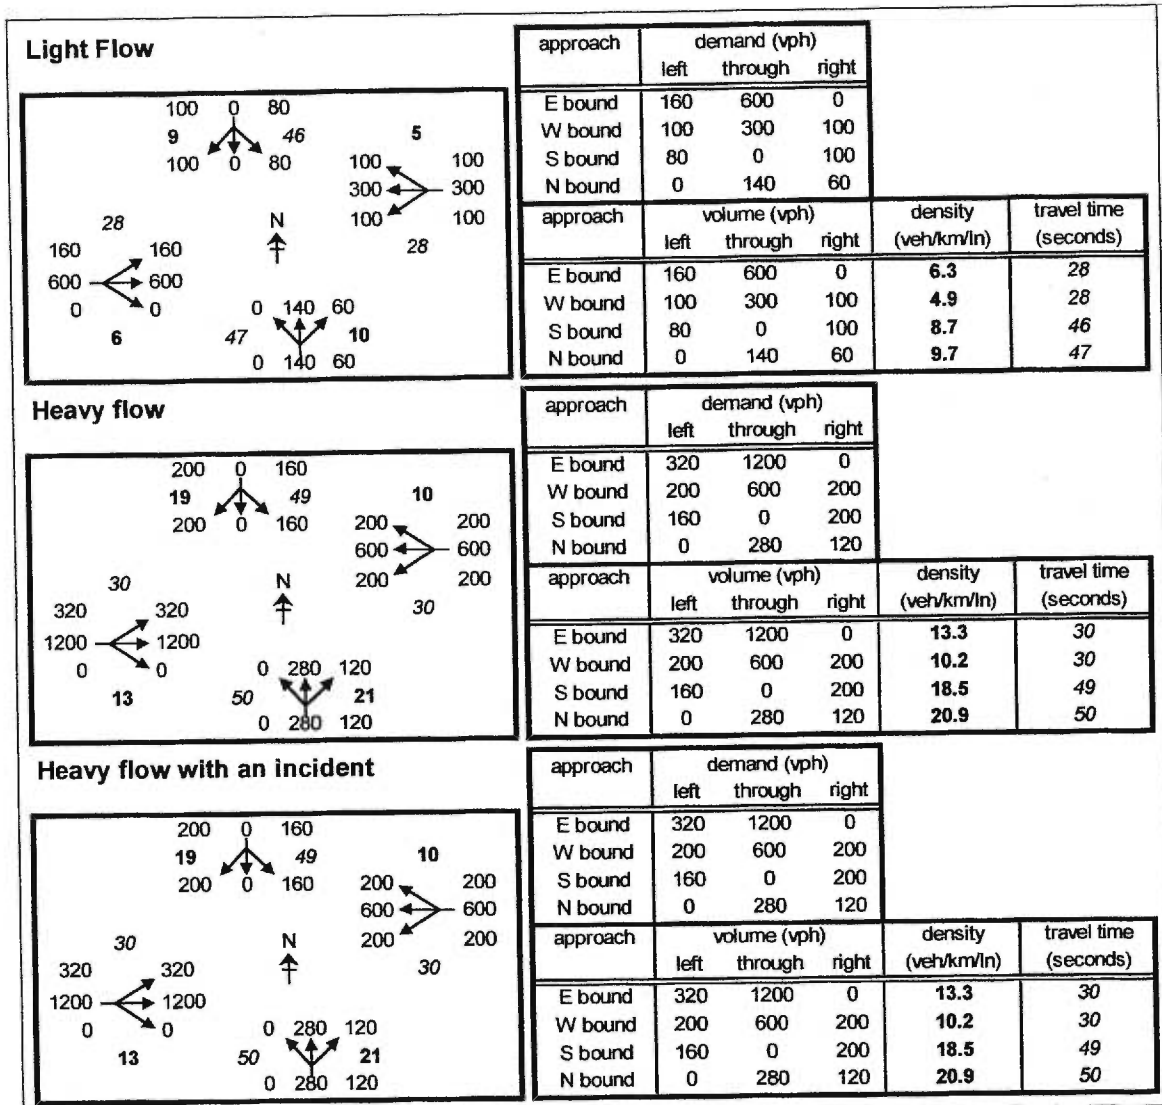 Light Flow
100 0 80
9 46
100 0 80
5
100 100
300 300
100 100
28
28
160 160
600 600
0 0
6
N
0 140 60
47 10
0 140 60
approach demand (vph)
left through right
E bound 160 600 0
W bound 100 300 100
S bound 80 0 100
N bound 0 140 60
approach volume (vph) density travel time
left through right (veh/km/ln) (seconds)
E bound 160 600 0 6.3 28
W bound 100 300 100 4.9 28
S bound 80 0 100 8.7 46
N bound 0 140 60 9.7 47
Heavy flow
200 0 160
19 49
200 0 160
10
200 200
600 600
200 200
30
30
320 320
1200 1200
0 0
13
N
0 280 120
50 21
0 280 120
approach demand (vph)
left through right
E bound 320 1200 0
W bound 200 600 200
S bound 160 0 200
N bound 0 280 120
approach volume (vph) density travel time
left through right (veh/km/ln) (seconds)
E bound 320 1200 0 13.3 30
W bound 200 600 200 10.2 30
S bound 160 0 200 18.5 49
N bound 0 280 120 20.9 50
Heavy flow with an incident
200 0 160
19 49
200 0 160
10
200 200
600 600
200 200
30
30
320 320
1200 1200
0 0
13
N
0 280 120
50 21
0 280 120
approach demand (vph)
left through right
E bound 320 1200 0
W bound 200 600 200
S bound 160 0 200
N bound 0 280 120
approach volume (vph) density travel time
left through right (veh/km/ln) (seconds)
E bound 320 1200 0 13.3 30
W bound 200 600 200 10.2 30
S bound 160 0 200 18.5 49
N bound 0 280 120 20.9 50